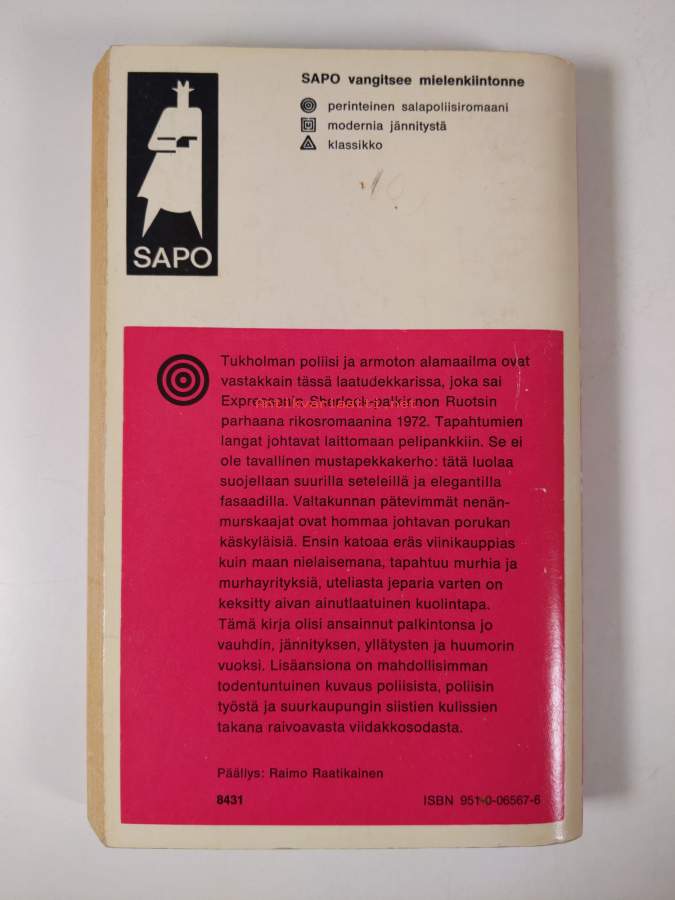 SAPO
SAPO vangitsee mielenkiintonne
perinteinen salapoliisiromaani
M modernia jännitystä
klassikko
Tukholman poliisi ja armoton alamaailma ovat
vastakkain tässä laatudekkarissa, joka sai
Expressenin Sherlock-palkinnon Ruotsin
parhaana rikosromaanina 1972. Tapahtumien
langat johtavat laittomaan pelipankkiin. Se ei
ole tavallinen mustapekkakerho: tätä luolaa
suojellaan suurilla seteleillä ja elegantilla
fasaadilla. Valtakunnan pätevimmät nenän-
murskaajat ovat hommaa johtavan porukan
käskyläisiä. Ensin katoaa eräs viinikauppias
kuin maan nielaisemana, tapahtuu murhia ja
murhayrityksiä, uteliasta jeparia varten on
keksitty aivan ainutlaatuinen kuolintapa.
Tämä kirja olisi ansainnut palkintonsa jo
vauhdin, jännityksen, yllätysten ja huumorin
vuoksi. Lisäansiona on mahdollisimman
todentuntuinen kuvaus poliisista, poliisin
työstä ja suurkaupungin siistien kulissien
takana raivoavasta viidakkosodasta.
Päällys: Raimo Raatikainen
8431
ISBN 951-0-06567-6